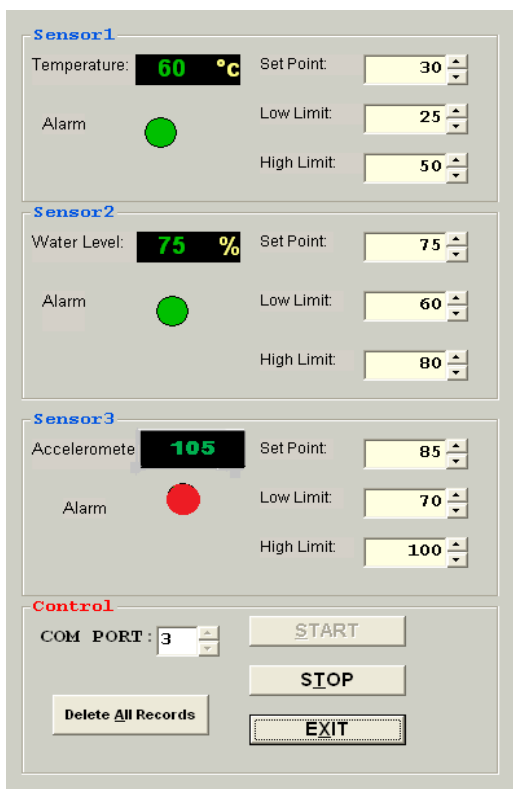 Sensor1
Temperature: 60 °c Set Point: 30
Alarm Low Limit: 25
High Limit: 50
Sensor2
Water Level: 75 % Set Point: 75
Alarm Low Limit: 60
High Limit: 80
Sensor3
Acceleromete 105 Set Point: 85
Alarm Low Limit: 70
High Limit: 100
Control
COM PORT: 3 START
STOP
Delete All Records
EXIT